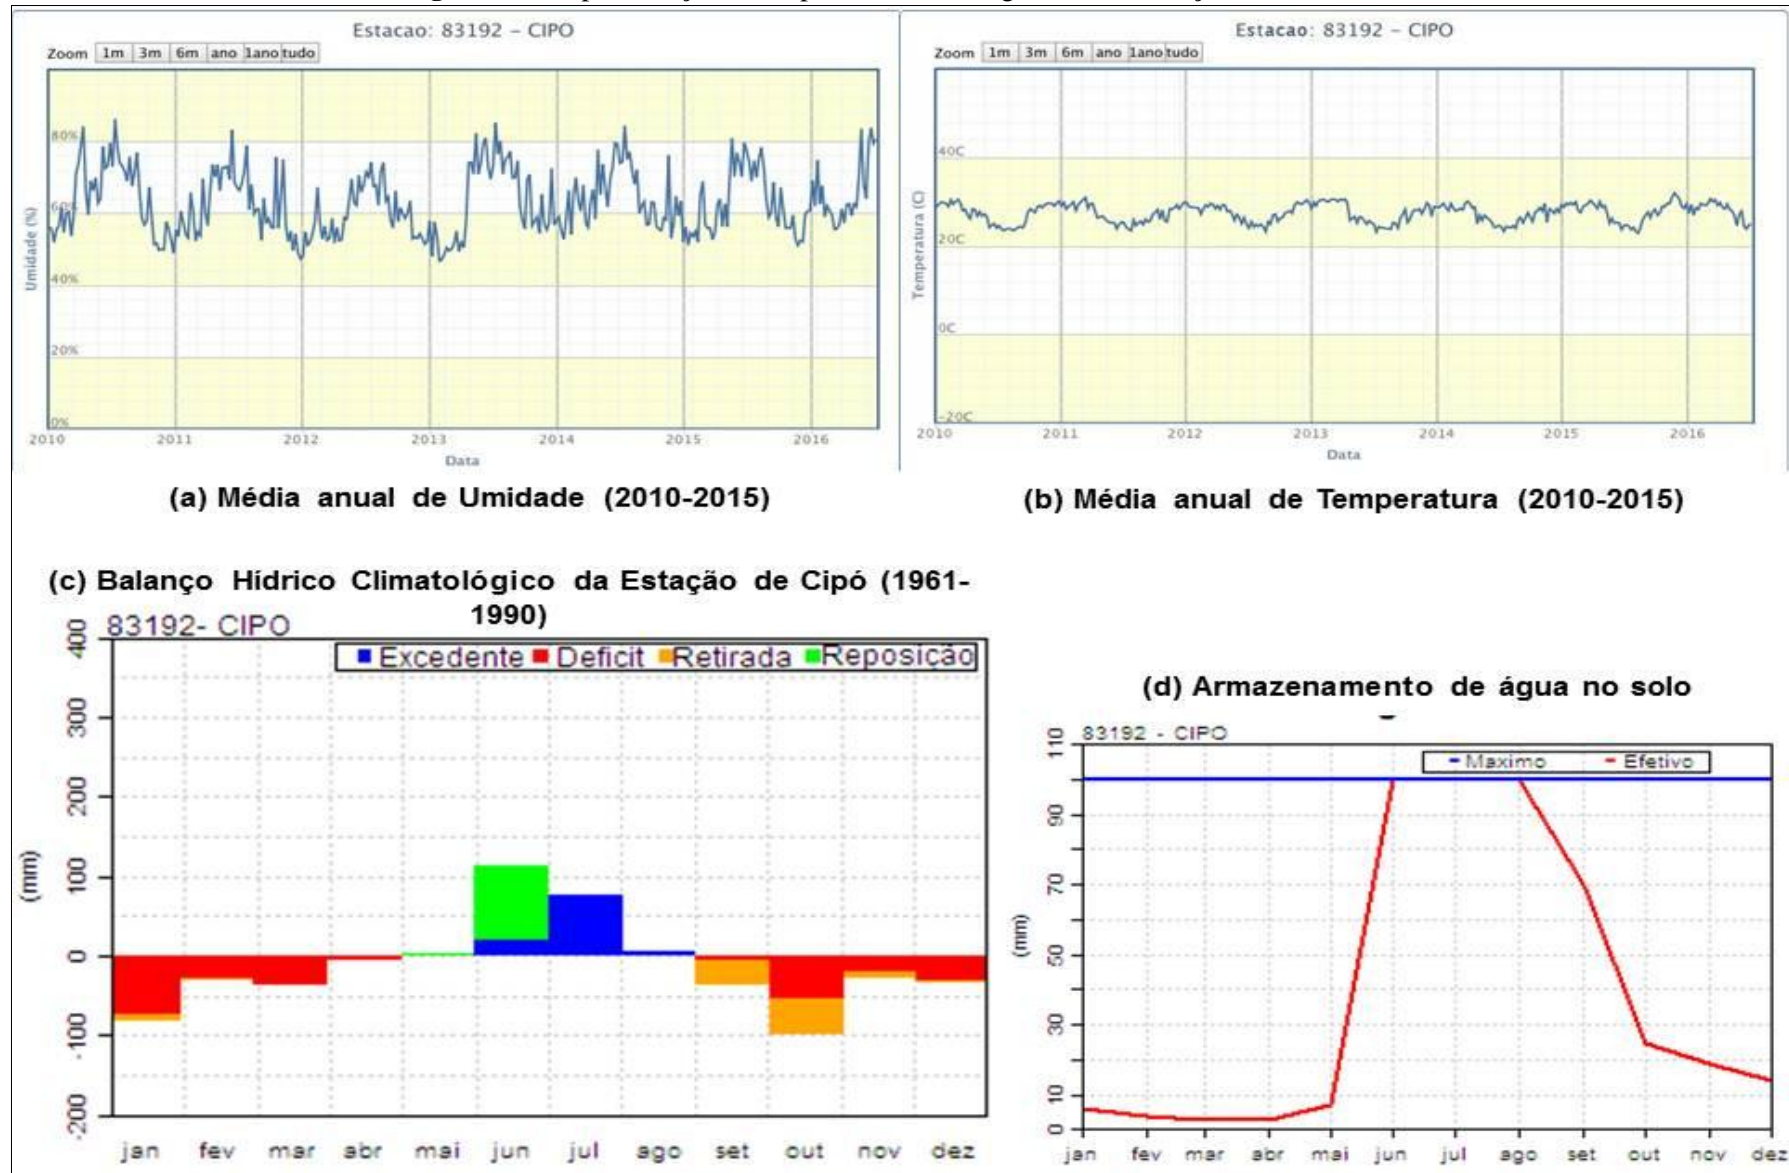 Estacao: 83192 - CIPO
Zoom 1m 3m 6m ano 1ano tudo
80%
60%
40%
20%
0%
Umidade (%)
2010 2011 2012 2013 2014 2015 2016
Data
Estacao: 83192 - CIPO
Zoom 1m 3m 6m ano 1ano tudo
40C
20C
0C
-20C
Temperatura (C)
2010 2011 2012 2013 2014 2015 2016
Data
(a) Média anual de Umidade (2010-2015)
(b) Média anual de Temperatura (2010-2015)
(c) Balanço Hídrico Climatológico da Estação de Cipó (1961-
1990)
83192- CIPO
Excedente Deficit Retirada Reposição
400
300
200
100
0
-100
-200
(mm)
jan fev mar abr mai jun jul ago set out nov dez
(d) Armazenamento de água no solo
83192 - CIPO
Maximo Efetivo
110
90
70
50
30
10
0
(mm)
jan fev mar abr mai jun jul ago set out nov dez